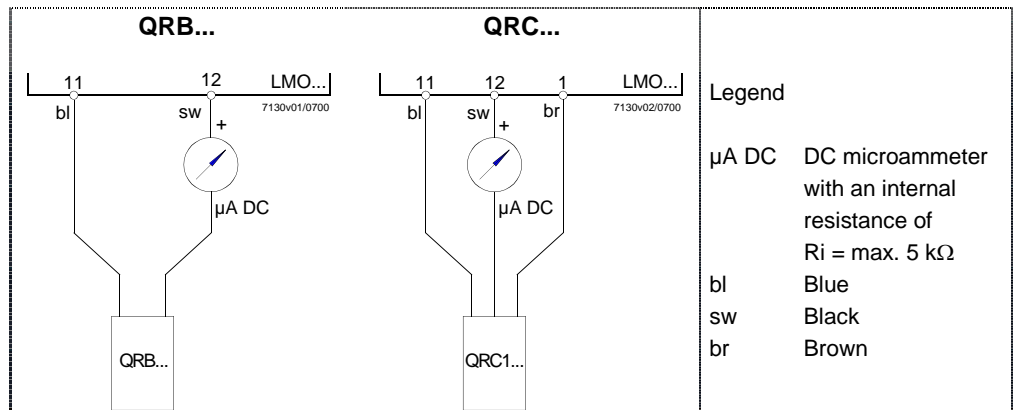 QRB...
11
12
LMO...
bl
sw
7130v01/0700
+
µA DC
QRB...
QRC...
11
12
1
LMO...
bl
sw
br
7130v02/0700
+
µA DC
QRC1...
Legend
µA DC DC microammeter
with an internal
resistance of
Ri = max. 5 kΩ
bl Blue
sw Black
br Brown